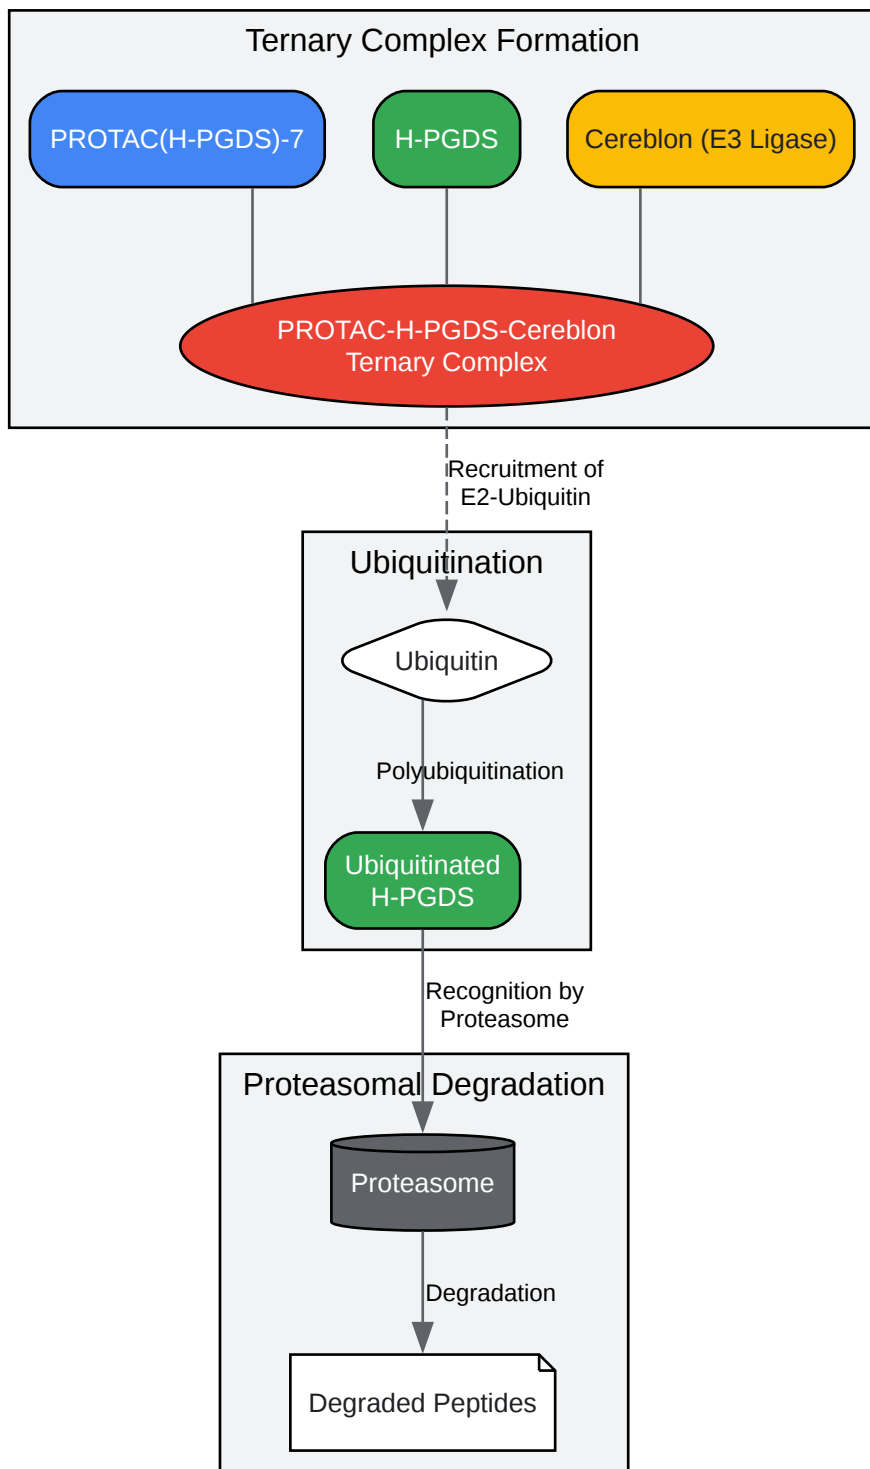 Ternary Complex Formation
PROTAC(H-PGDS)-7
H-PGDS
Cereblon (E3 Ligase)
PROTAC-H-PGDS-Cereblon
Ternary Complex
Recruitment of
E2-Ubiquitin
Ubiquitination
Ubiquitin
Polyubiquitination
Ubiquitinated
H-PGDS
Recognition by
Proteasome
Proteasomal Degradation
Proteasome
Degradation
Degraded Peptides